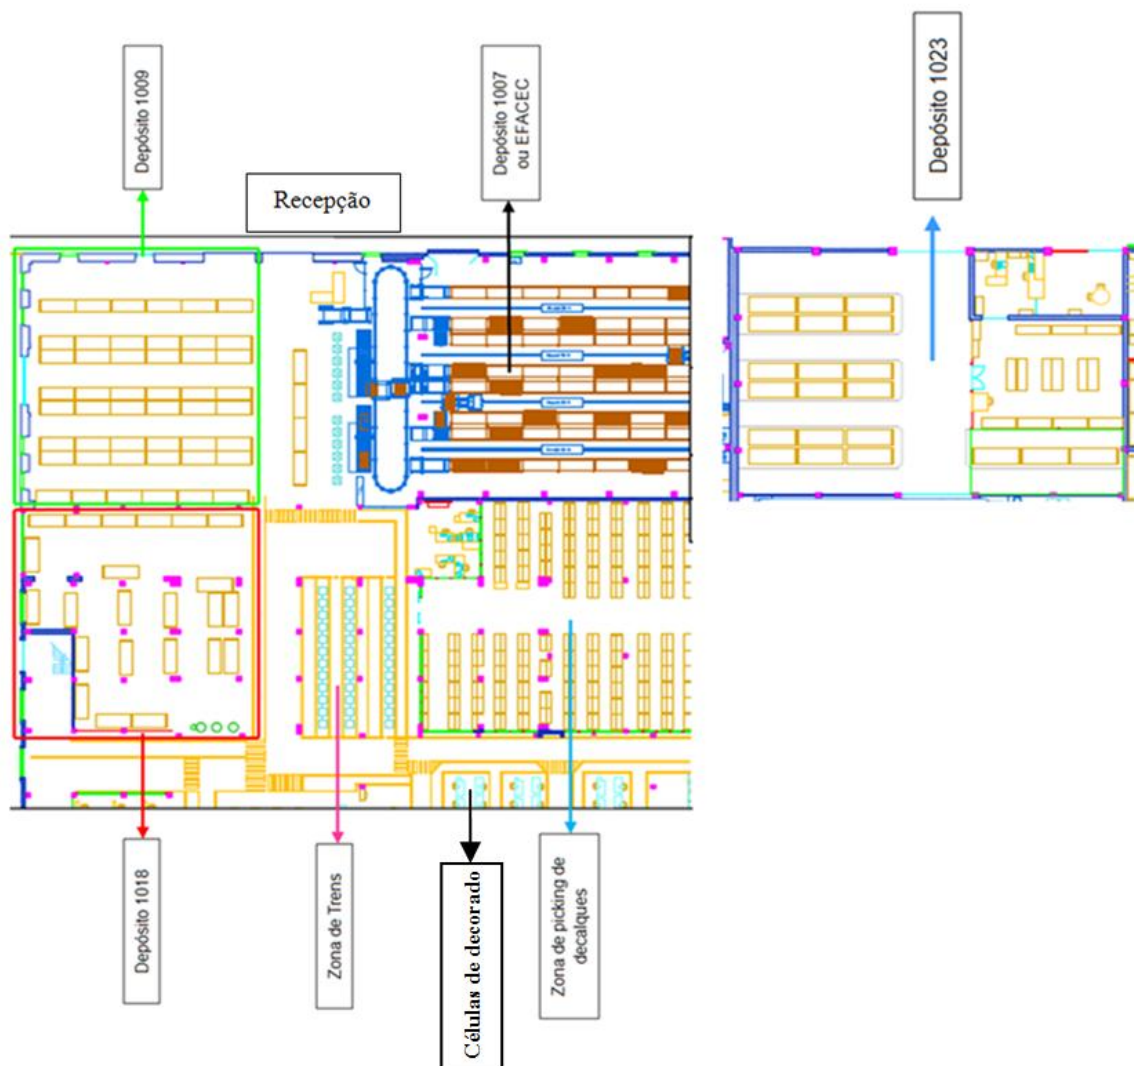 Depósito 1009
Recepção
Depósito 1007
ou EFACEC
Depósito 1023
Depósito 1018
Zona de Trens
Células de decorado
Zona de picking de
decalques